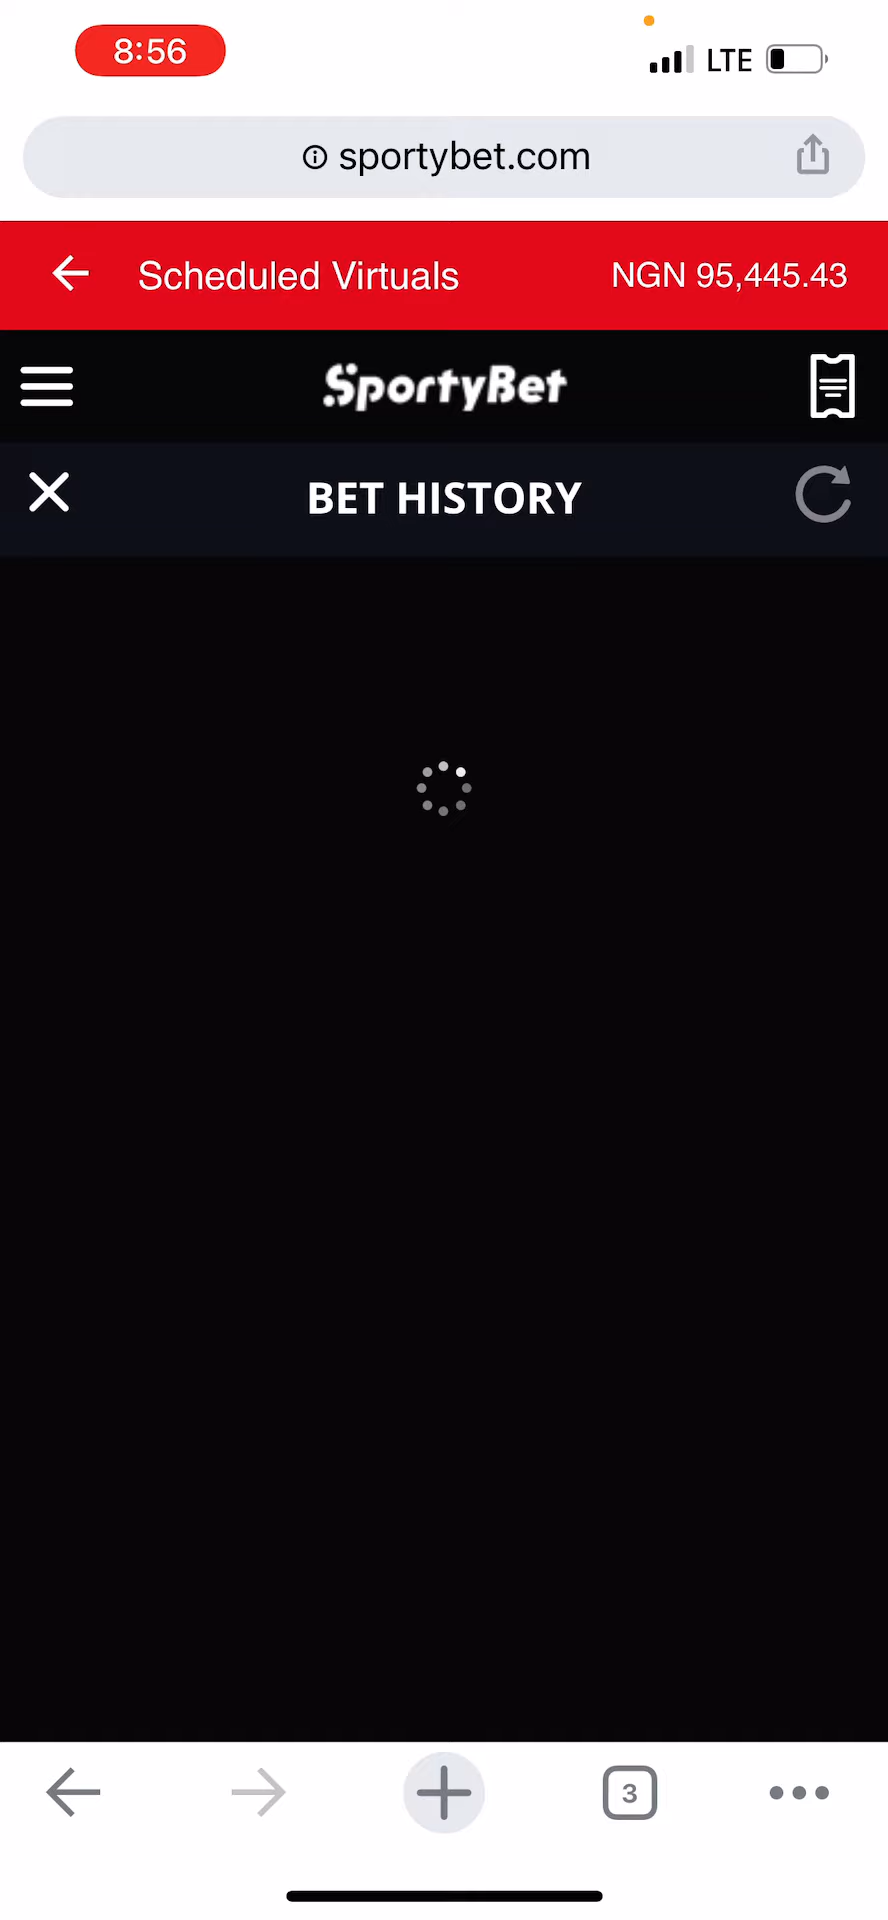 8:56
LTE
sportybet.com
Scheduled Virtuals
NGN 95,445.43
SportyBet
BET HISTORY
3